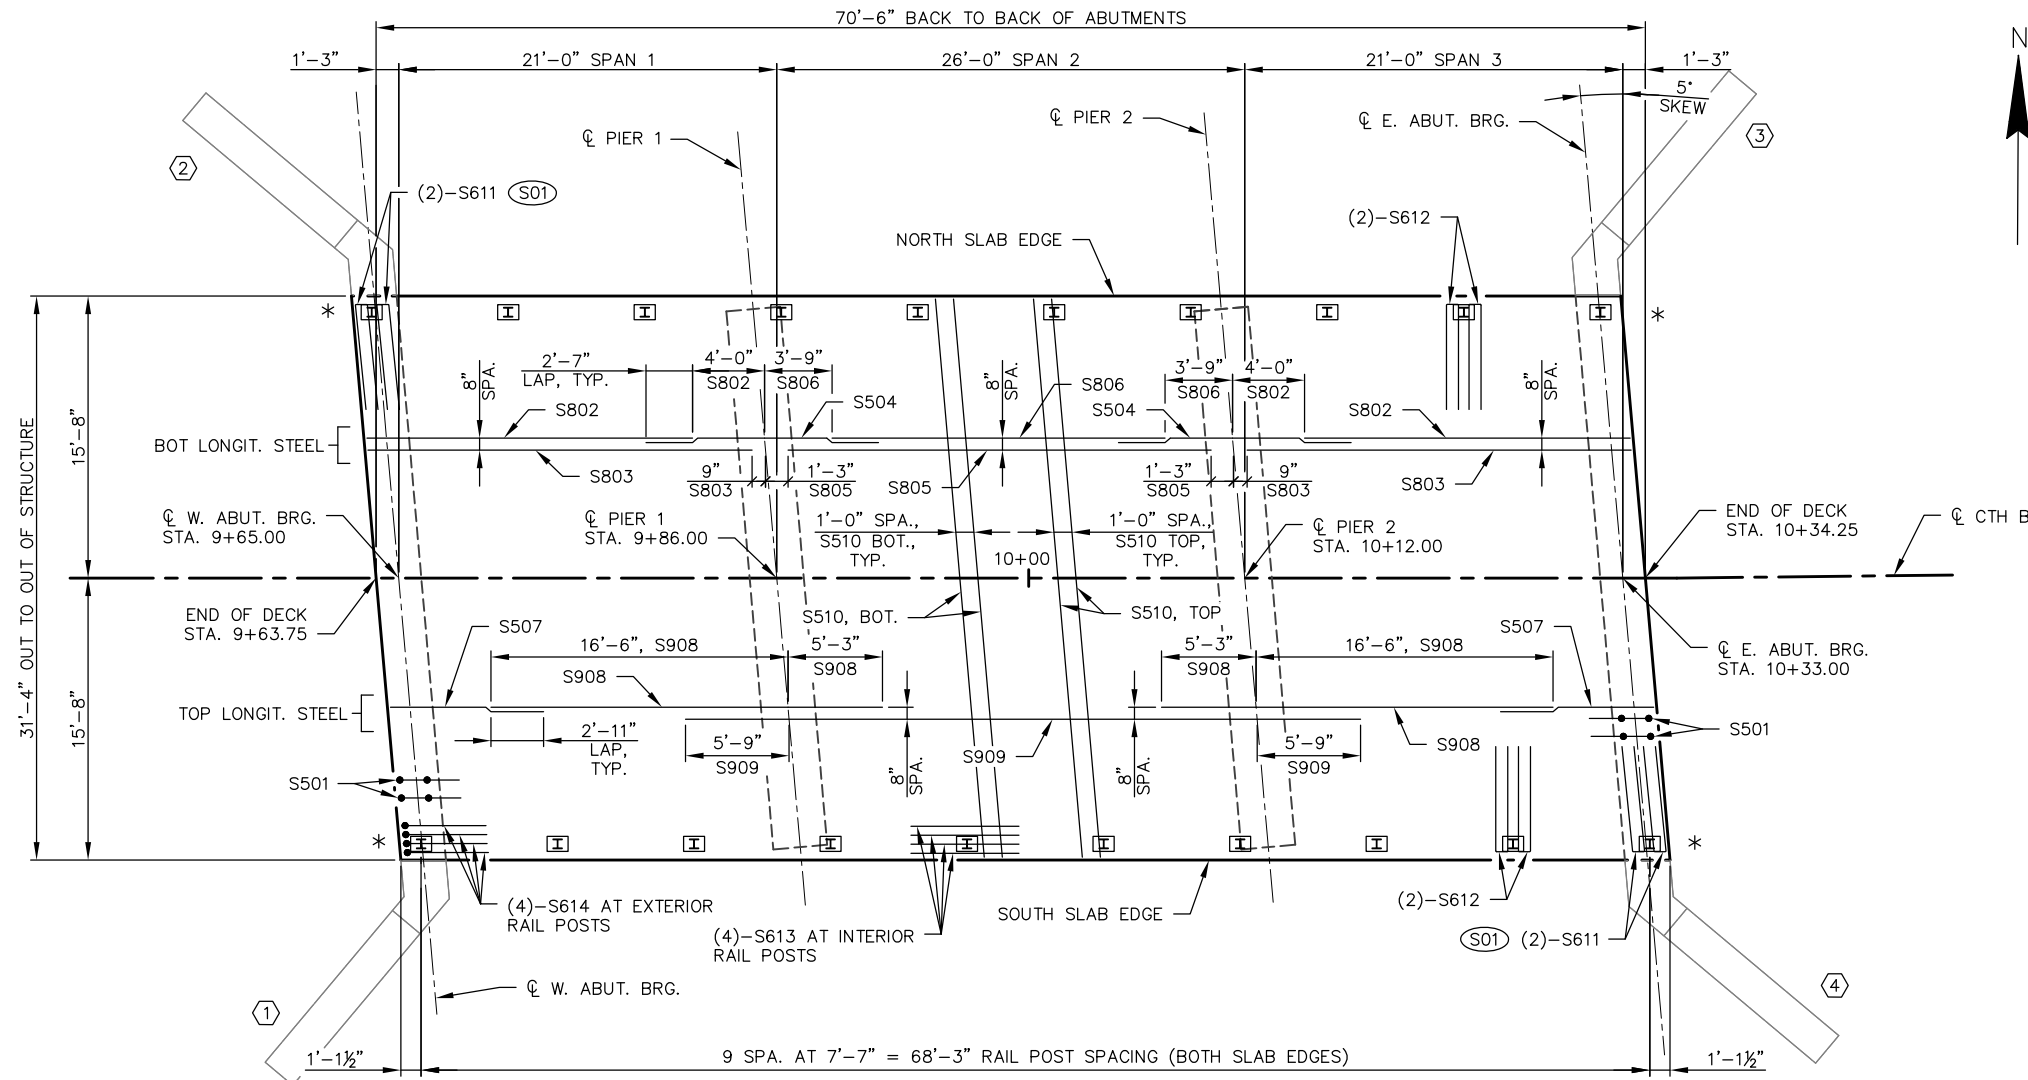 70'-6" BACK TO BACK OF ABUTMENTS
1'-3"
21'-0" SPAN 1
26'-0" SPAN 2
21'-0" SPAN 3
1'-3"
N
5°
SKEW
℄ PIER 1
℄ PIER 2
℄ E. ABUT. BRG.
2
3
(2)-S611 S01
(2)-S612
NORTH SLAB EDGE
*
*
31'-4" OUT TO OUT OF STRUCTURE
15'-8"
15'-8"
8"
SPA.
2'-7"
LAP, TYP.
4'-0"
S802
3'-9"
S806
8"
SPA.
S806
3'-9"
S806
4'-0"
S802
8"
SPA.
S802
S504
S504
S802
BOT LONGIT. STEEL
S803
9"
S803
1'-3"
S805
S805
1'-3"
S805
9"
S803
S803
℄ W. ABUT. BRG.
STA. 9+65.00
℄ PIER 1
STA. 9+86.00
1'-0" SPA.,
S510 BOT.,
TYP.
10+00
1'-0" SPA.,
S510 TOP,
TYP.
℄ PIER 2
STA. 10+12.00
END OF DECK
STA. 10+34.25
℄ CTH B
END OF DECK
STA. 9+63.75
S507
S510, BOT.
S510, TOP
S507
℄ E. ABUT. BRG.
STA. 10+33.00
16'-6", S908
5'-3"
S908
5'-3"
S908
16'-6", S908
S908
TOP LONGIT. STEEL
2'-11"
LAP,
TYP.
5'-9"
S909
8"
SPA.
S909
8"
SPA.
5'-9"
S909
S908
S501
S501
*
*
(4)-S614 AT EXTERIOR
RAIL POSTS
(4)-S613 AT INTERIOR
RAIL POSTS
SOUTH SLAB EDGE
(2)-S612
S01 (2)-S611
℄ W. ABUT. BRG.
1
4
1'-1½"
9 SPA. AT 7'-7" = 68'-3" RAIL POST SPACING (BOTH SLAB EDGES)
1'-1½"